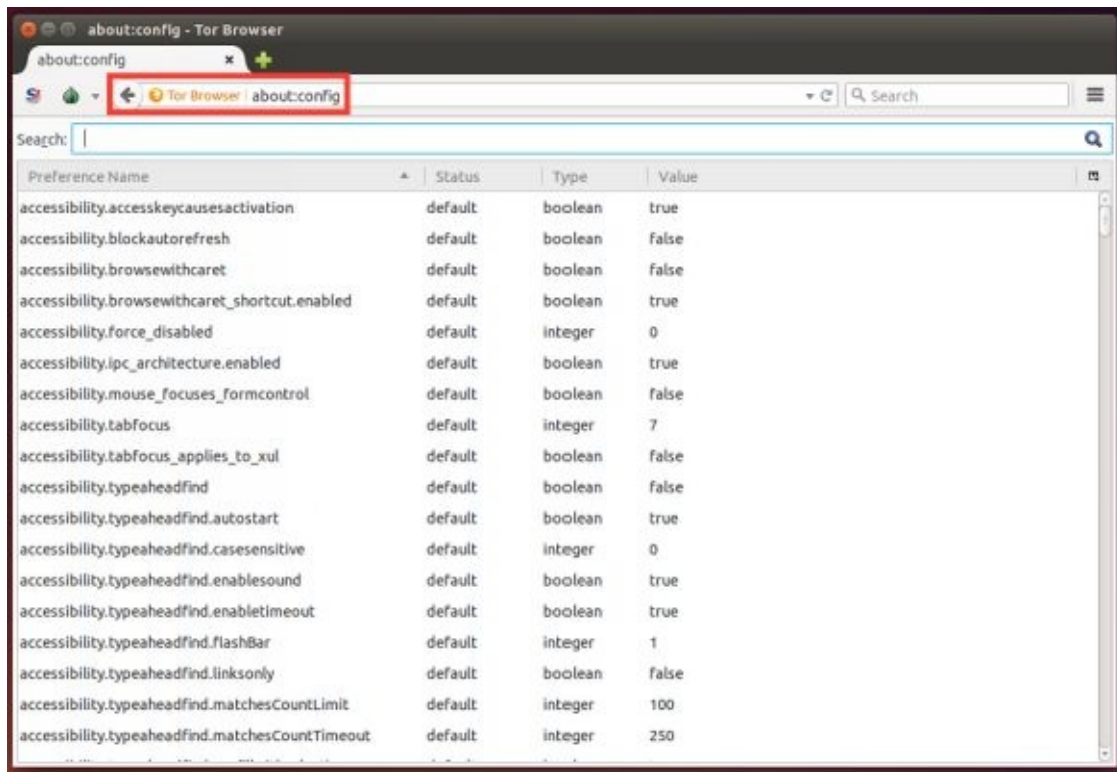 about:config - Tor Browser
about:config
Tor Browser about:config Search
Search:
Preference Name Status Type Value
accessibility.accesskeycausesactivation default boolean true
accessibility.blockautorefresh default boolean false
accessibility.browsewithcaret default boolean false
accessibility.browsewithcaret_shortcut.enabled default boolean true
accessibility.force_disabled default integer 0
accessibility.ipc_architecture.enabled default boolean true
accessibility.mouse_focuses_formcontrol default boolean false
accessibility.tabfocus default integer 7
accessibility.tabfocus_applies_to_xul default boolean false
accessibility.typeaheadfind default boolean false
accessibility.typeaheadfind.autostart default boolean true
accessibility.typeaheadfind.casesensitive default integer 0
accessibility.typeaheadfind.enablesound default boolean true
accessibility.typeaheadfind.enabletimeout default boolean true
accessibility.typeaheadfind.flashBar default integer 1
accessibility.typeaheadfind.linksonly default boolean false
accessibility.typeaheadfind.matchesCountLimit default integer 100
accessibility.typeaheadfind.matchesCountTimeout default integer 250